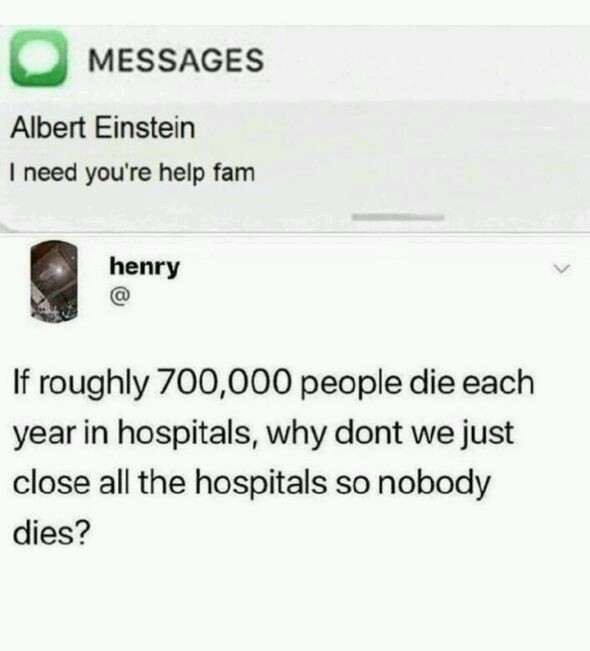 MESSAGES
Albert Einstein
I need you're help fam
henry
@
If roughly 700,000 people die each
year in hospitals, why dont we just
close all the hospitals so nobody
dies?